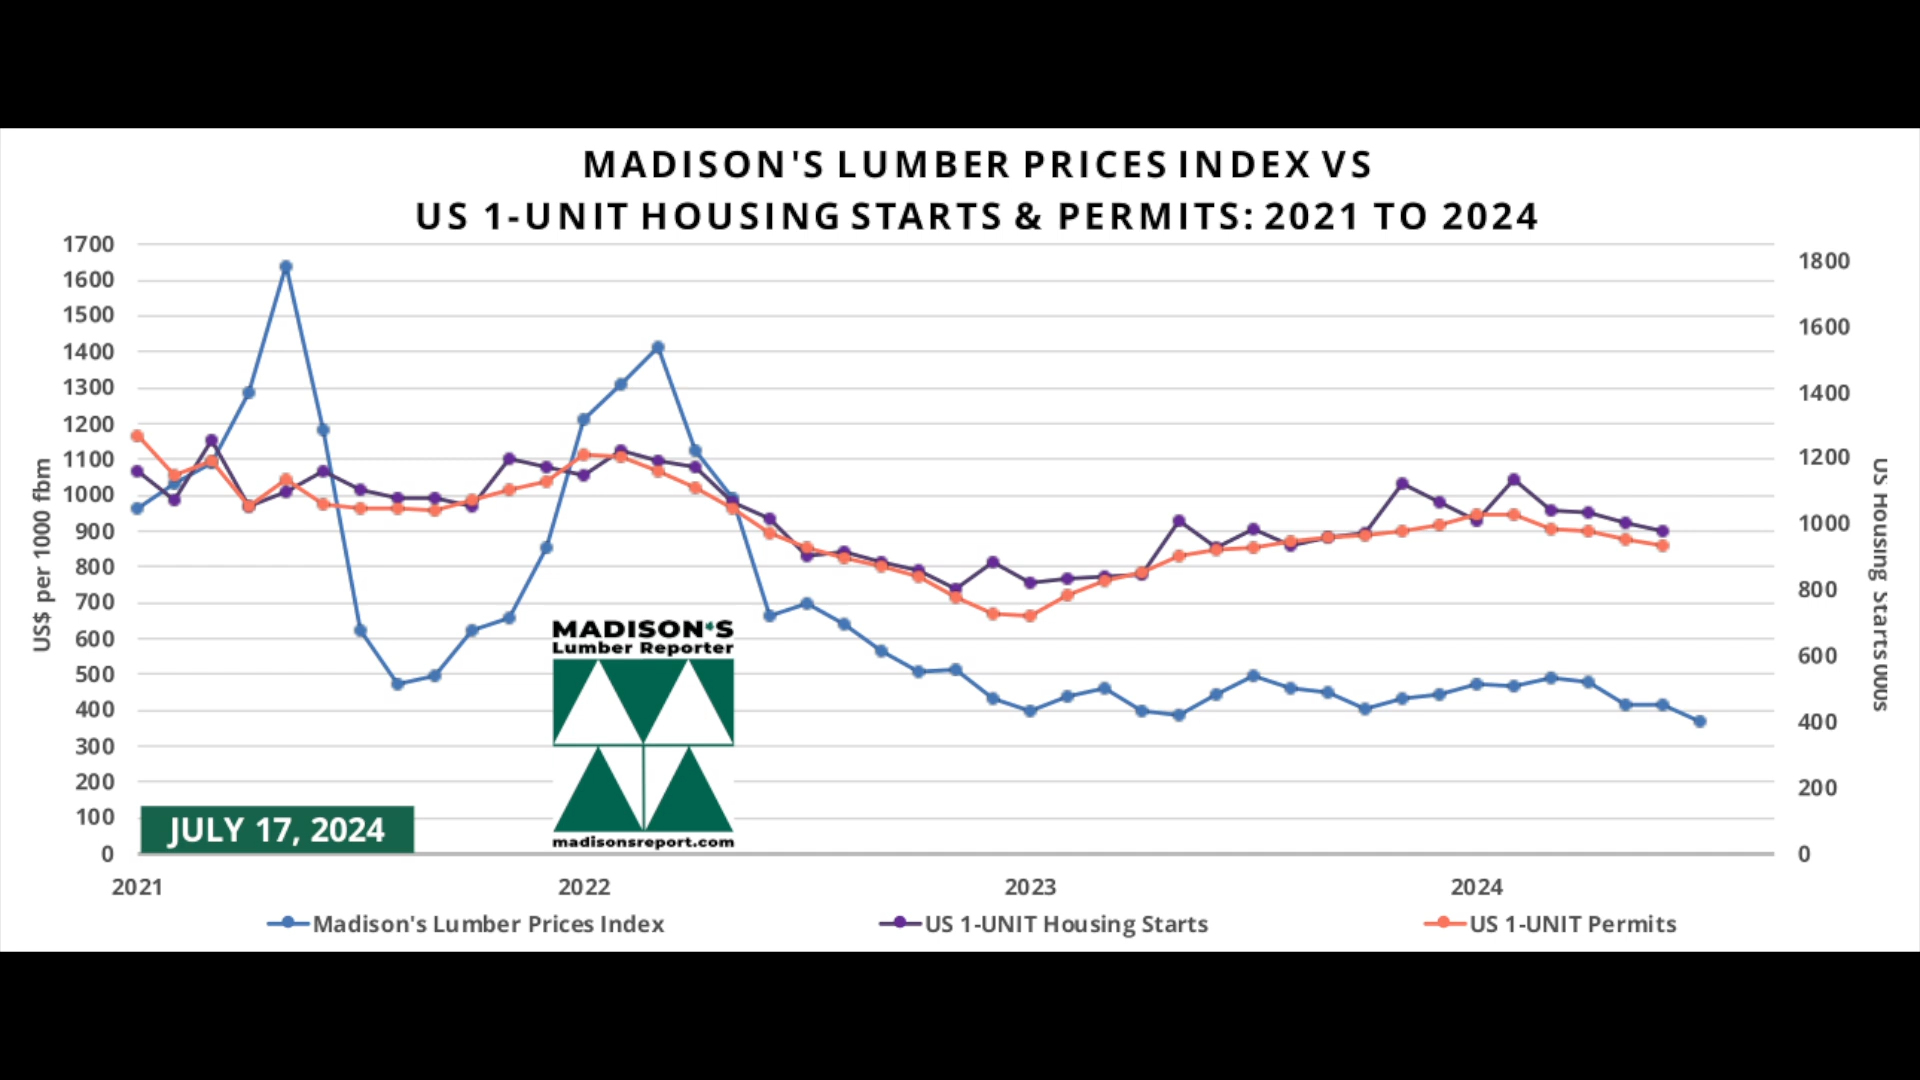 MADISON'S LUMBER PRICES INDEX VS
US 1-UNIT HOUSING STARTS & PERMITS: 2021 TO 2024
US$ per 1000 fbm
1700
1600
1500
1400
1300
1200
1100
1000
900
800
700
600
500
400
300
200
100
0
1800
1600
1400
1200
1000
800
600
400
200
0
US Housing Starts 000s
MADISON'S
Lumber Reporter
madisonsreport.com
JULY 17, 2024
2021 2022 2023 2024
Madison's Lumber Prices Index US 1-UNIT Housing Starts US 1-UNIT Permits